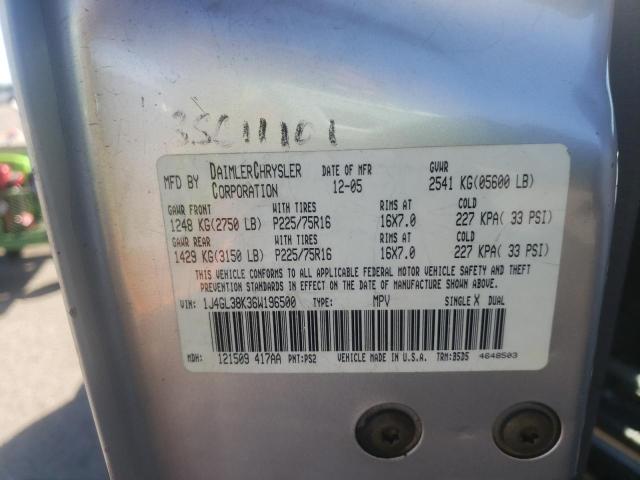 MFD BY DAIMLERCHRYSLER CORPORATION DATE OF MFR 12-05 GVWR 2541 KG(05600 LB)
GAWR FRONT WITH TIRES RIMS AT COLD
1248 KG(2750 LB) P225/75R16 16X7.0 227 KPA( 33 PSI)
GAWR REAR WITH TIRES RIMS AT COLD
1429 KG(3150 LB) P225/75R16 16X7.0 227 KPA( 33 PSI)
THIS VEHICLE CONFORMS TO ALL APPLICABLE FEDERAL MOTOR VEHICLE SAFETY AND THEFT
PREVENTION STANDARDS IN EFFECT ON THE DATE OF MANUFACTURE SHOWN ABOVE.
VIN: 1J4GL38K36W196500 TYPE: MPV SINGLE X DUAL
MDH: 121509 417AA PNT:PS2 VEHICLE MADE IN U.S.A. TRM:B5D5 4648503